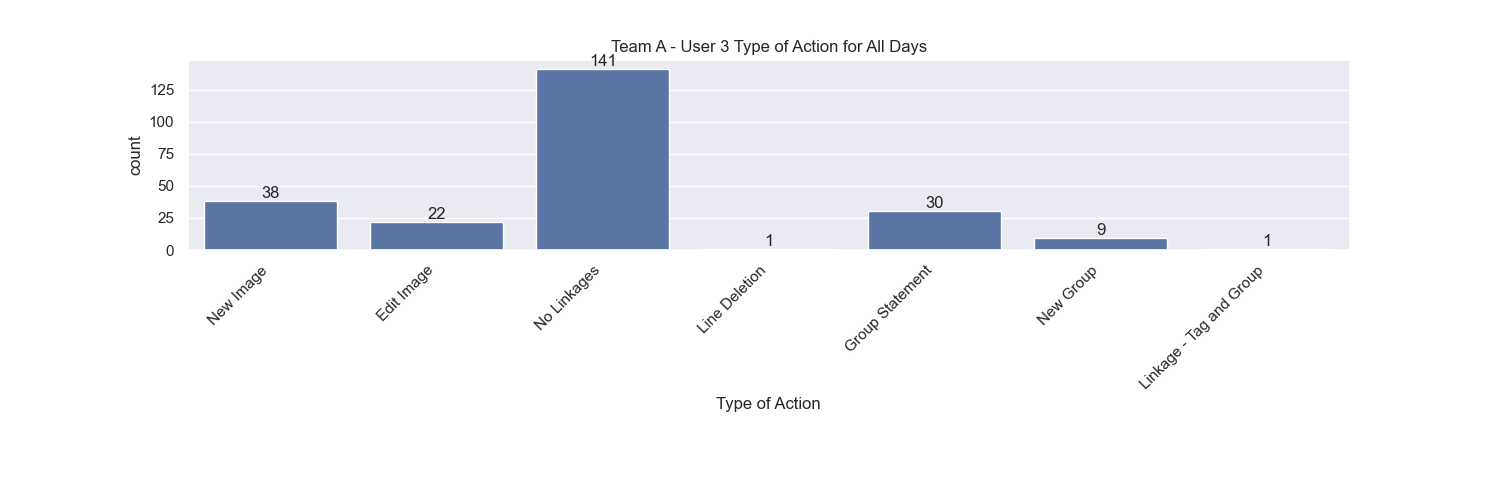 Team A - User 3 Type of Action for All Days
141
125
100
75
50
25
0
count
38
22
1
30
9
1
New Image
Edit Image
No Linkages
Line Deletion
Group Statement
New Group
Linkage - Tag and Group
Type of Action